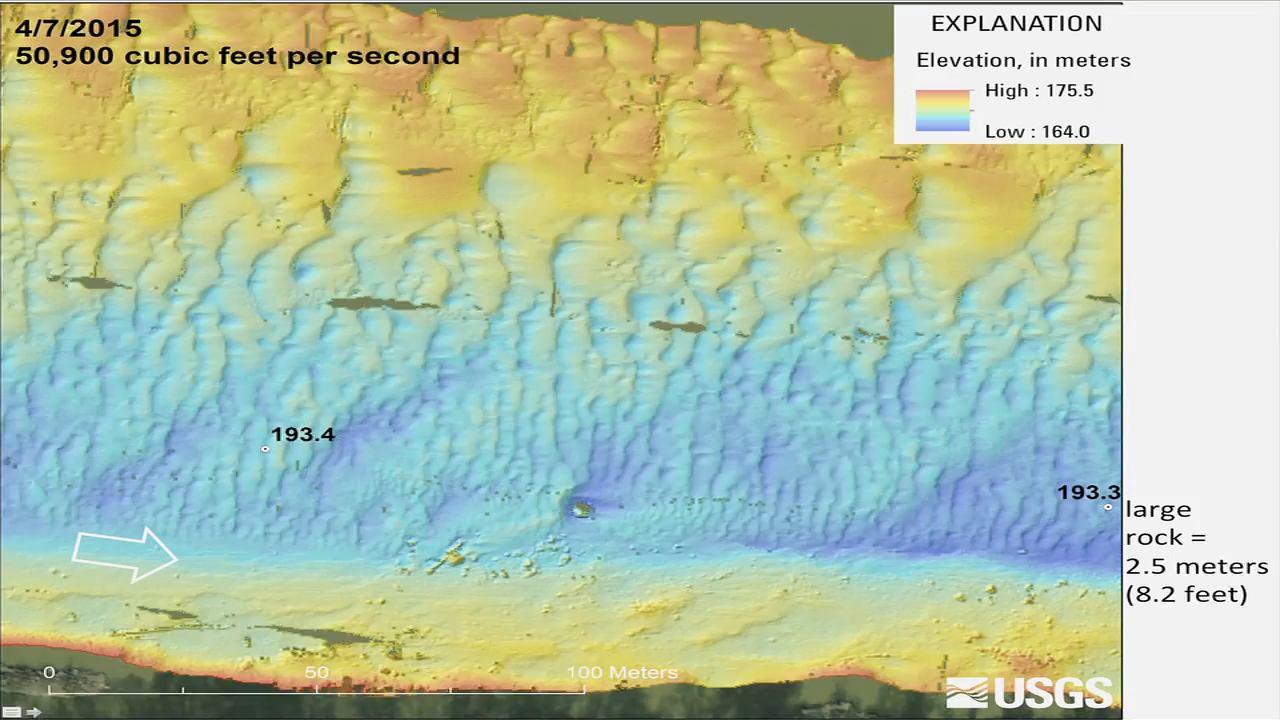 4/7/2015
50,900 cubic feet per second
EXPLANATION
Elevation, in meters
High : 175.5
Low : 164.0
193.4
193.3
large
rock =
2.5 meters
(8.2 feet)
0 50 100 Meters
USGS